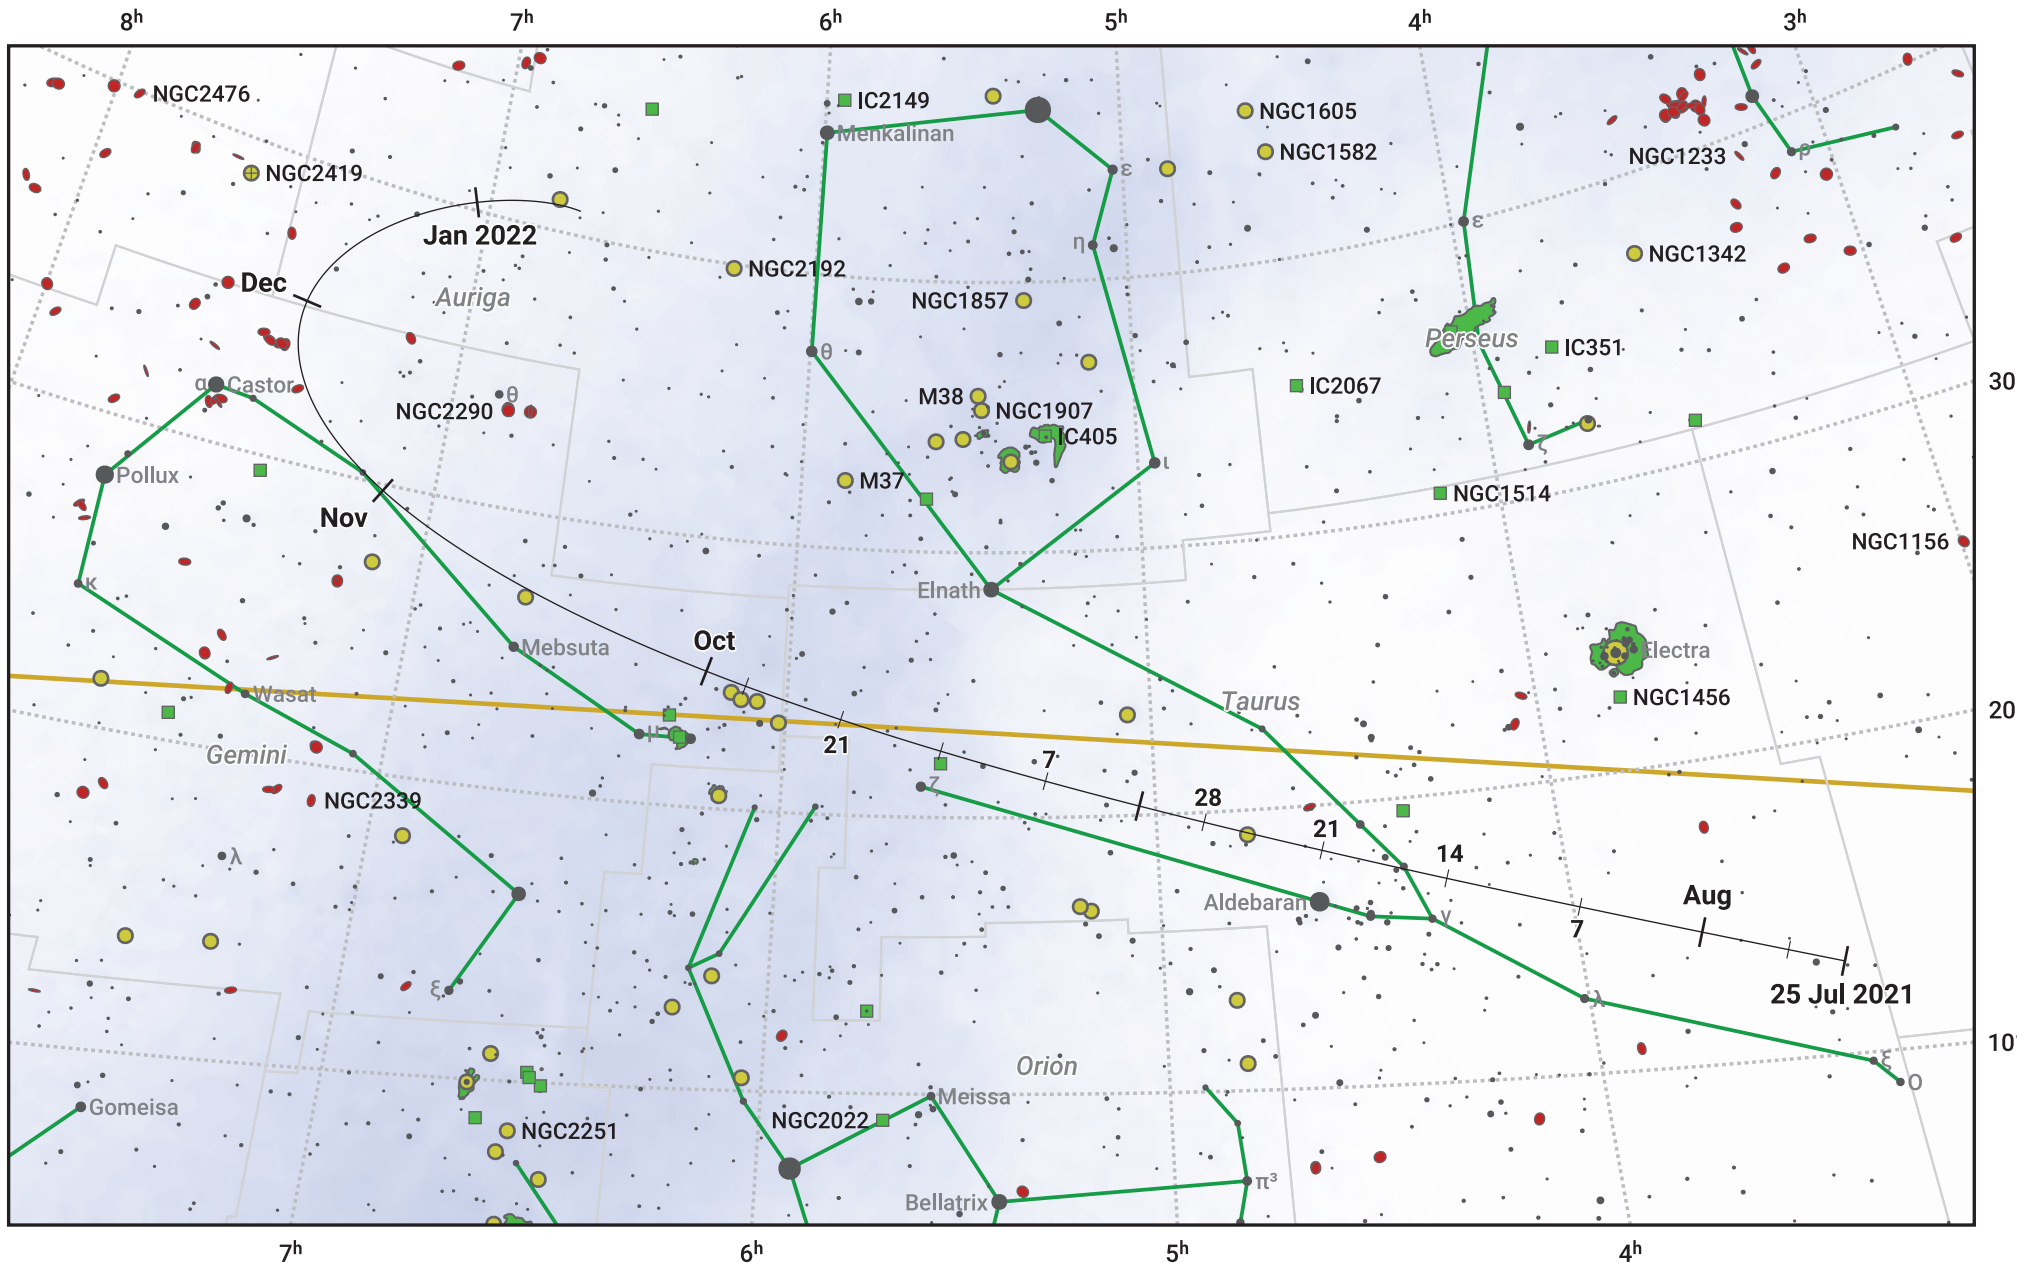 8ʰ 7ʰ 6ʰ 5ʰ 4ʰ 3ʰ
NGC2476
IC2149
NGC1605
Menkalinan
NGC1582
NGC1233
ρ
NGC2419
ε
ε
Jan 2022
η
NGC1342
NGC2192
Dec
Auriga
NGC1857
Perseus
IC351
θ
α Castor
θ
IC2067
30
NGC2290
M38
NGC1907
IC405
ζ
Pollux
M37
ι
NGC1514
Nov
NGC1156
κ
Elnath
Oct
Mebsuta
Electra
Wasat
NGC1456
Taurus
20
μ
Gemini
21
7
ζ
28
NGC2339
21
14
λ
Aug
Aldebaran
γ
7
ξ
25 Jul 2021
λ
10°
Orion
ξ
ο
Meissa
Gomeisa
NGC2022
NGC2251
π³
Bellatrix
7ʰ 6ʰ 5ʰ 4ʰ